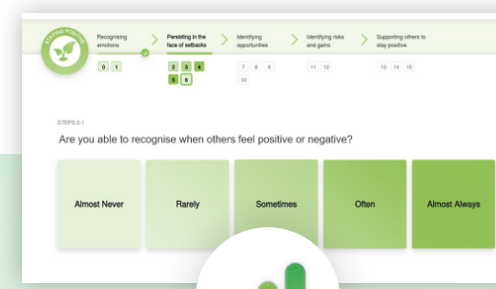 STAYING POSITIVE
Recognising
emotions
Persisting in the
face of setbacks
Identifying
opportunities
Identifying risks
and gains
Supporting others to
stay positive
0 1
2 3 4
5 6
7 8 9
10
11 12
13 14 15
STEPS 0-1
Are you able to recognise when others feel positive or negative?
Almost Never
Rarely
Sometimes
Often
Almost Always